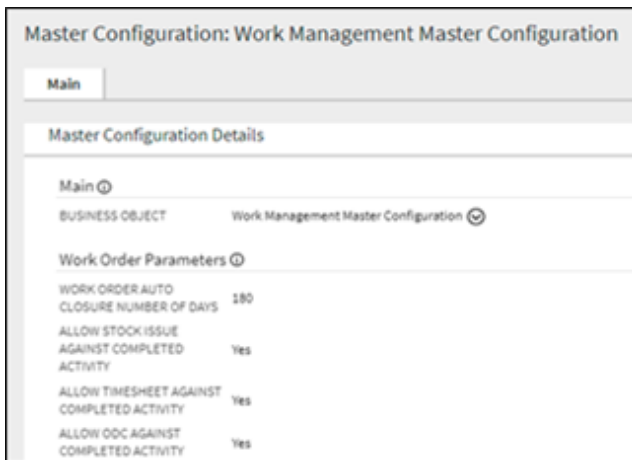 Master Configuration: Work Management Master Configuration
Main
Master Configuration Details
Main
BUSINESS OBJECT Work Management Master Configuration
Work Order Parameters
WORK ORDER AUTO
CLOSURE NUMBER OF DAYS 180
ALLOW STOCK ISSUE
AGAINST COMPLETED
ACTIVITY Yes
ALLOW TIMESHEET AGAINST
COMPLETED ACTIVITY Yes
ALLOW ODC AGAINST
COMPLETED ACTIVITY Yes